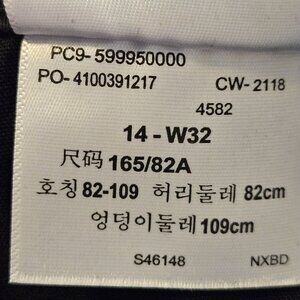 PC9- 599950000
PO- 4100391217 CW- 2118
4582
14 - W32
尺码 165/82A
호칭 82-109 허리둘레 82cm
엉덩이둘레 109cm
S46148 NXBD